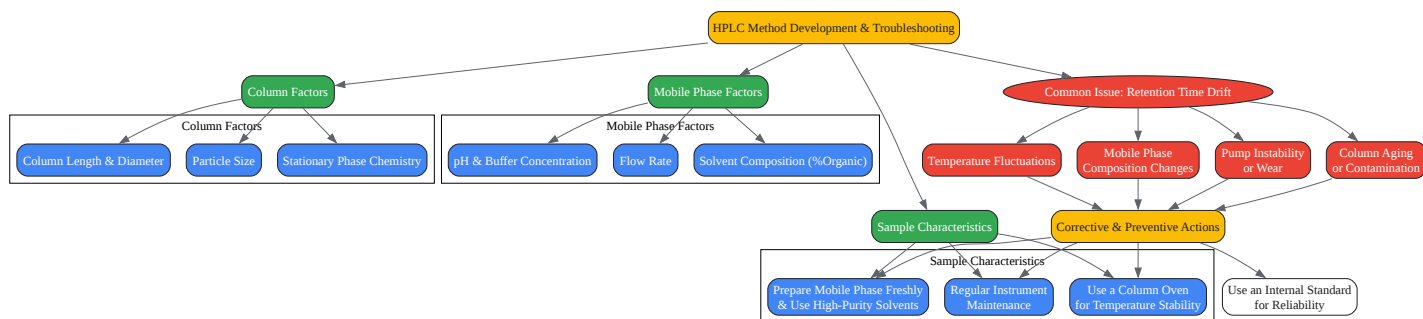 HPLC Method Development & Troubleshooting
Column Factors
Mobile Phase Factors
Common Issue: Retention Time Drift
Column Factors
Mobile Phase Factors
Column Length & Diameter
Particle Size
Stationary Phase Chemistry
pH & Buffer Concentration
Flow Rate
Solvent Composition (%Organic)
Temperature Fluctuations
Mobile Phase
Composition Changes
Pump Instability
or Wear
Column Aging
or Contamination
Sample Characteristics
Corrective & Preventive Actions
Sample Characteristics
Prepare Mobile Phase Freshly
& Use High-Purity Solvents
Regular Instrument
Maintenance
Use a Column Oven
for Temperature Stability
Use an Internal Standard
for Reliability